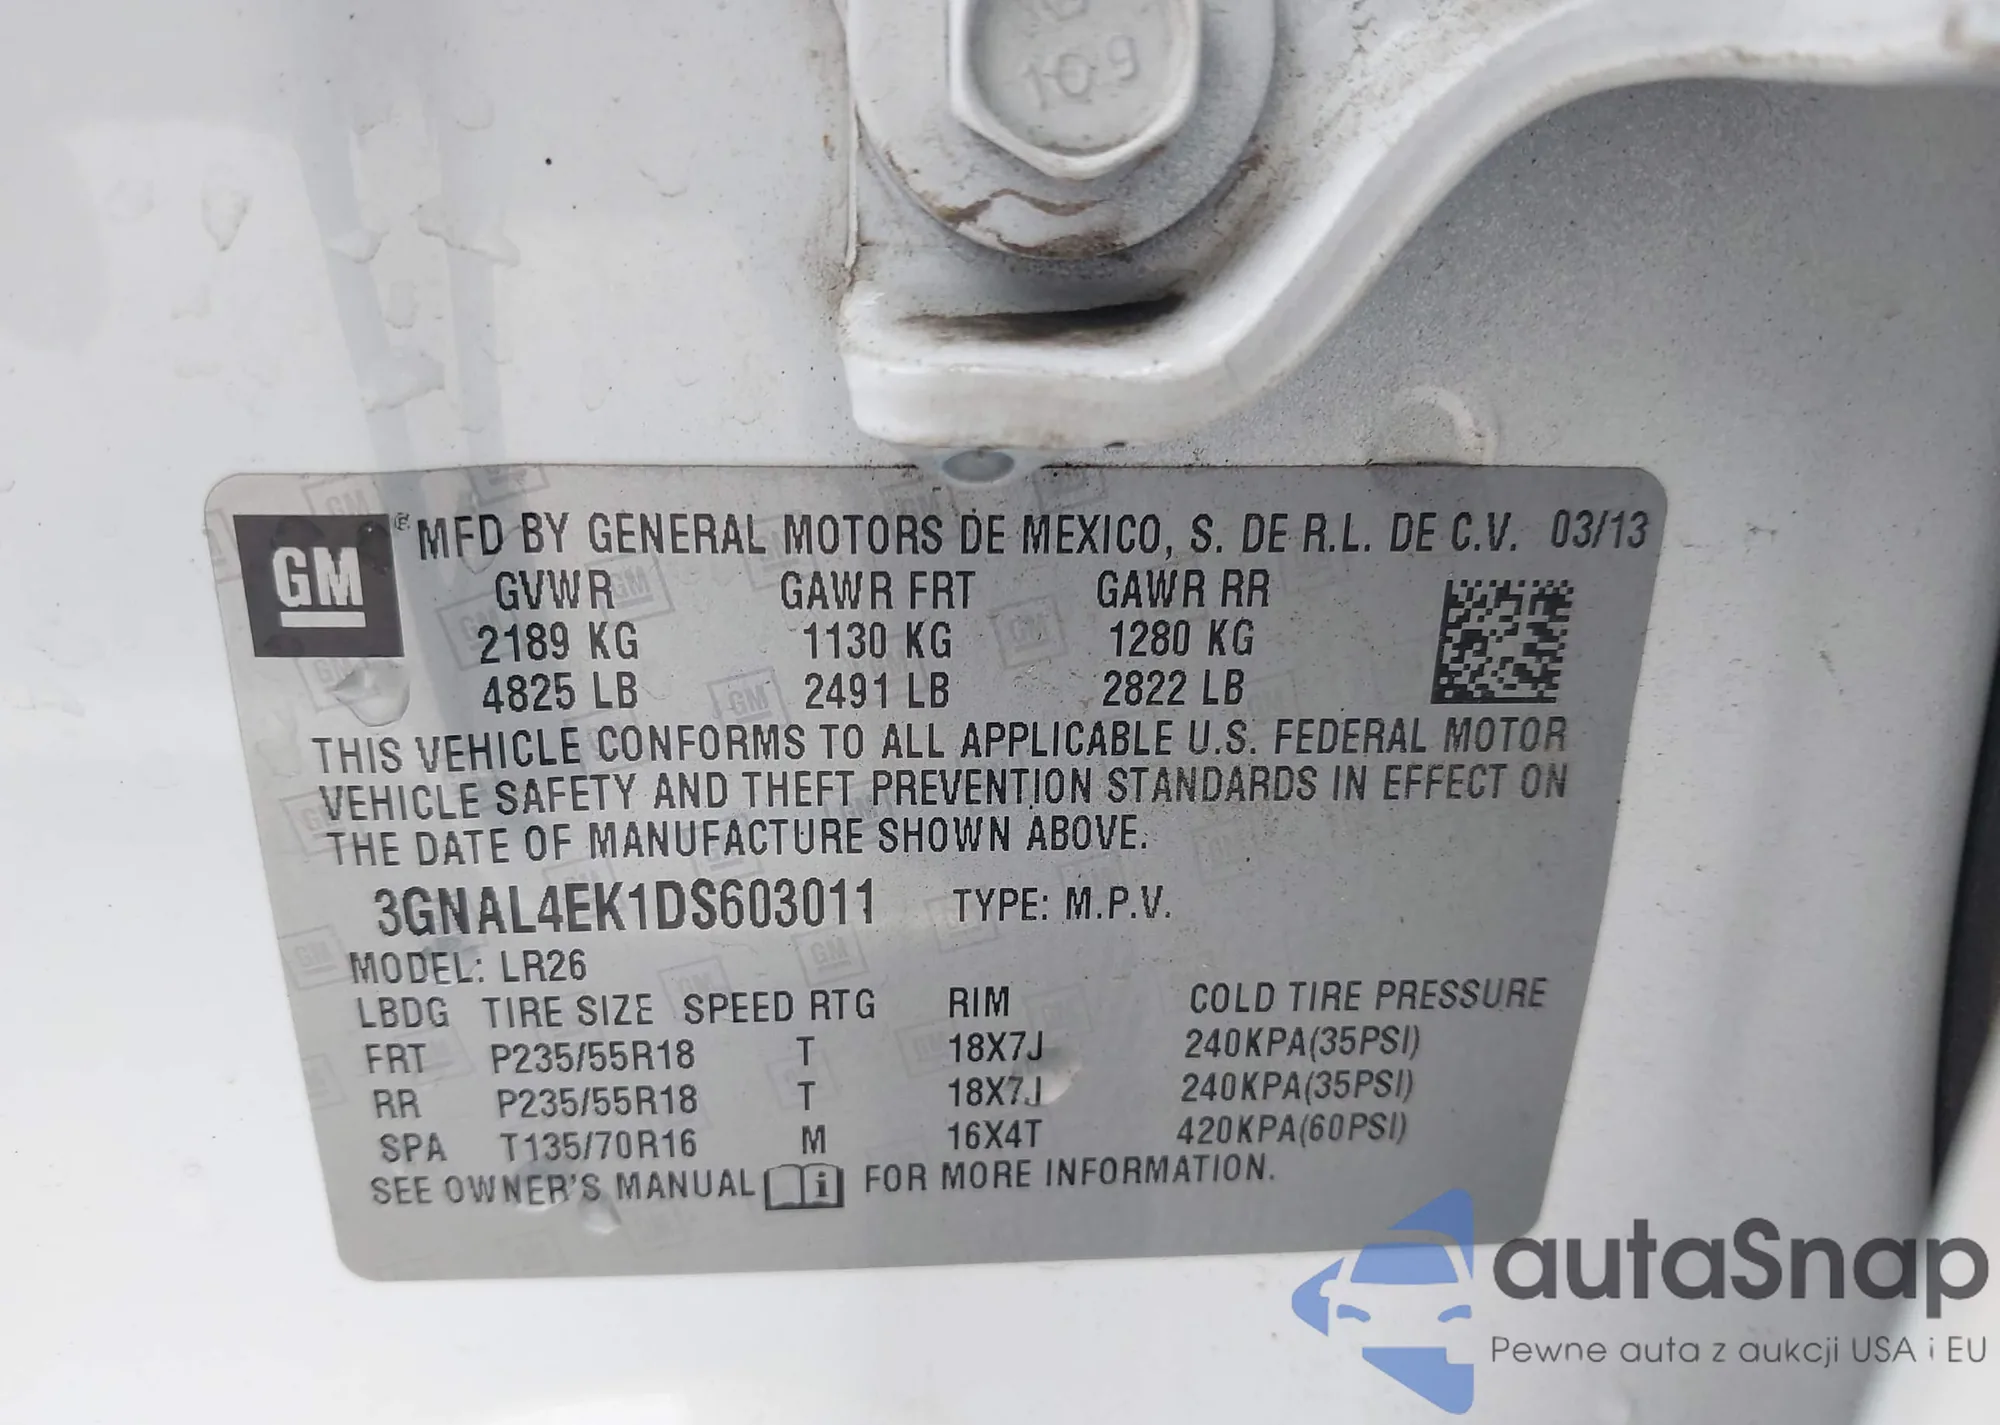 10.9
GM
MFD BY GENERAL MOTORS DE MEXICO, S. DE R.L. DE C.V. 03/13
GVWR GAWR FRT GAWR RR
2189 KG 1130 KG 1280 KG
4825 LB 2491 LB 2822 LB
THIS VEHICLE CONFORMS TO ALL APPLICABLE U.S. FEDERAL MOTOR
VEHICLE SAFETY AND THEFT PREVENTION STANDARDS IN EFFECT ON
THE DATE OF MANUFACTURE SHOWN ABOVE.
3GNAL4EK1DS603011 TYPE: M.P.V.
MODEL: LR26
LBDG TIRE SIZE SPEED RTG RIM COLD TIRE PRESSURE
FRT P235/55R18 T 18X7J 240KPA(35PSI)
RR P235/55R18 T 18X7J 240KPA(35PSI)
SPA T135/70R16 M 16X4T 420KPA(60PSI)
SEE OWNER'S MANUAL i FOR MORE INFORMATION.
autaSnap
Pewne auta z aukcji USA i EU